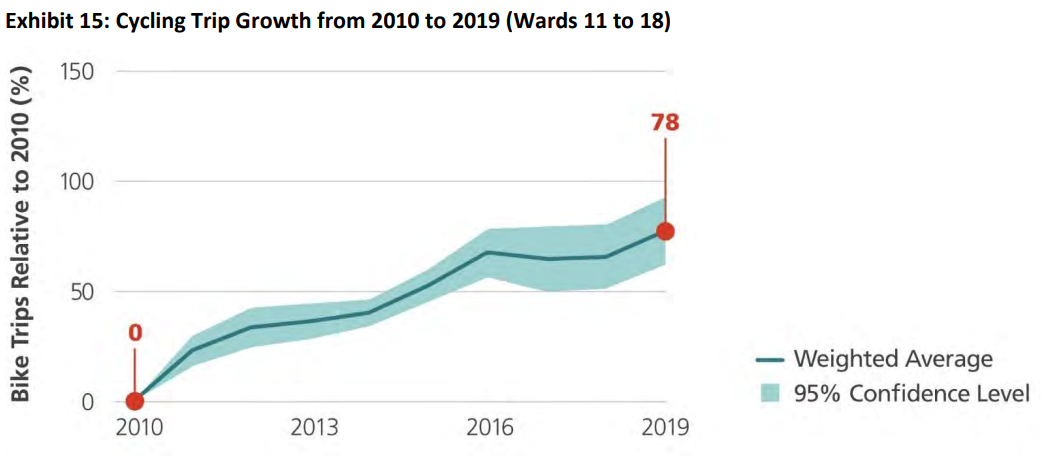 Exhibit 15: Cycling Trip Growth from 2010 to 2019 (Wards 11 to 18)
Bike Trips Relative to 2010 (%)
150
100
50
0
0
78
2010
2013
2016
2019
Weighted Average
95% Confidence Level